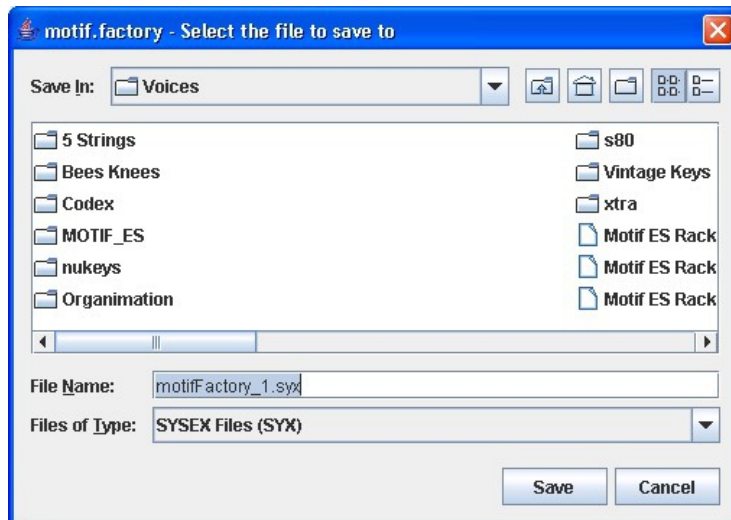 motif.factory - Select the file to save to
Save In: Voices
5 Strings
Bees Knees
Codex
MOTIF_ES
nukeys
Organimation
s80
Vintage Keys
xtra
Motif ES Rack
Motif ES Rack
Motif ES Rack
File Name: motifFactory_1.syx
Files of Type: SYSEX Files (SYX)
Save Cancel